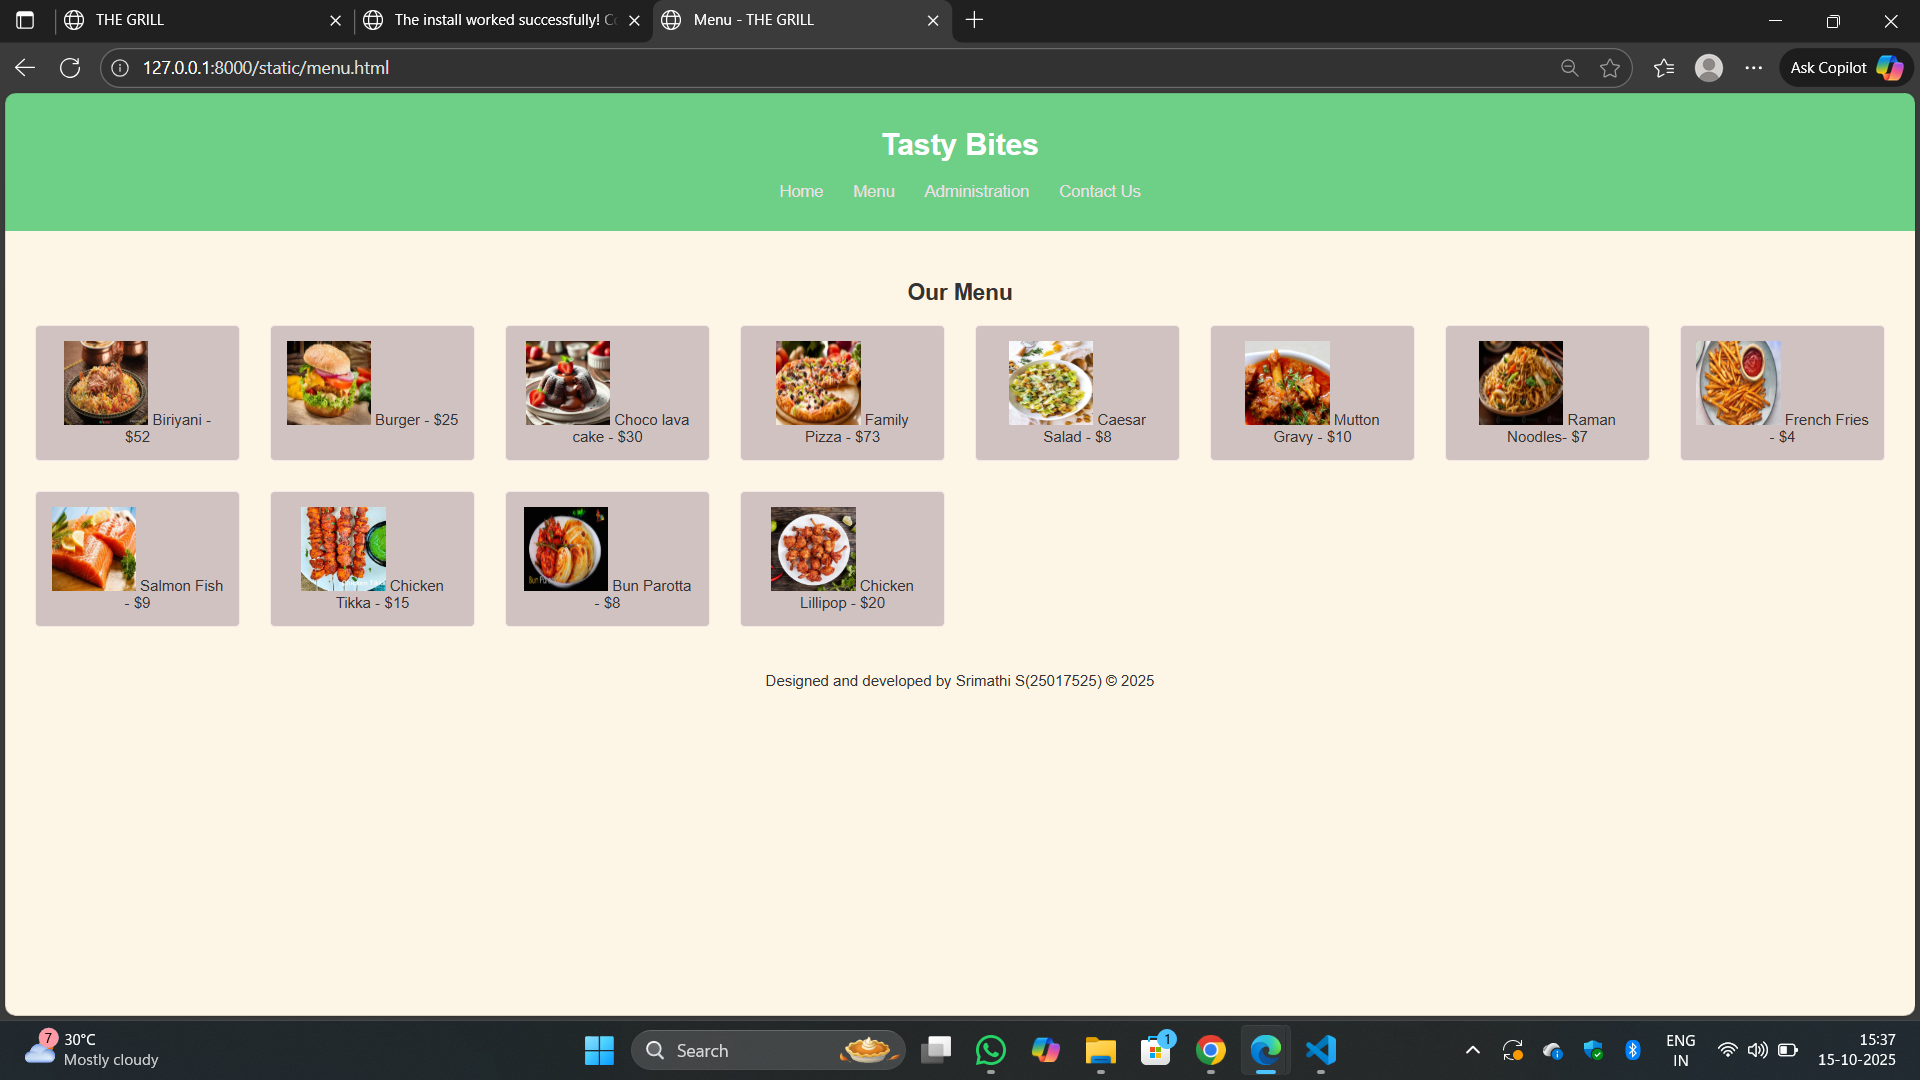 THE GRILL
The install worked successfully! Co
Menu - THE GRILL
127.0.0.1:8000/static/menu.html
Ask Copilot
Tasty Bites
Home Menu Administration Contact Us
Our Menu
Biriyani -
$52
Burger - $25
Choco lava
cake - $30
Family
Pizza - $73
Caesar
Salad - $8
Mutton
Gravy - $10
Raman
Noodles- $7
French Fries
- $4
Salmon Fish
- $9
Chicken
Tikka - $15
Bun Parotta
- $8
Chicken
Lillipop - $20
Designed and developed by Srimathi S(25017525) © 2025
7
30°C
Mostly cloudy
Search
1
ENG
IN
15:37
15-10-2025